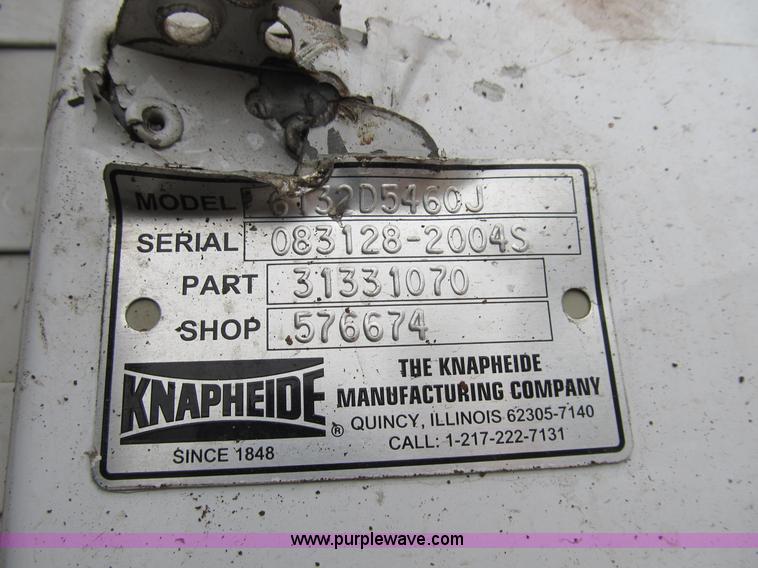 MODEL 6132D5460J
SERIAL 083128-2004S
PART 31331070
SHOP 576674
KNAPHEIDE ®
SINCE 1848
THE KNAPHEIDE
MANUFACTURING COMPANY
QUINCY, ILLINOIS 62305-7140
CALL: 1-217-222-7131
www.purplewave.com